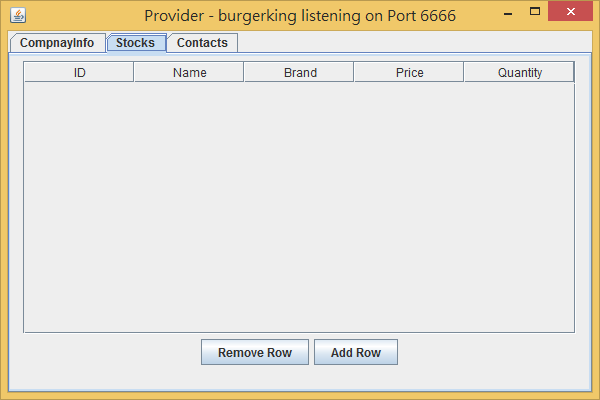 Provider - burgerking listening on Port 6666
CompnayInfo Stocks Contacts
ID Name Brand Price Quantity
Remove Row Add Row